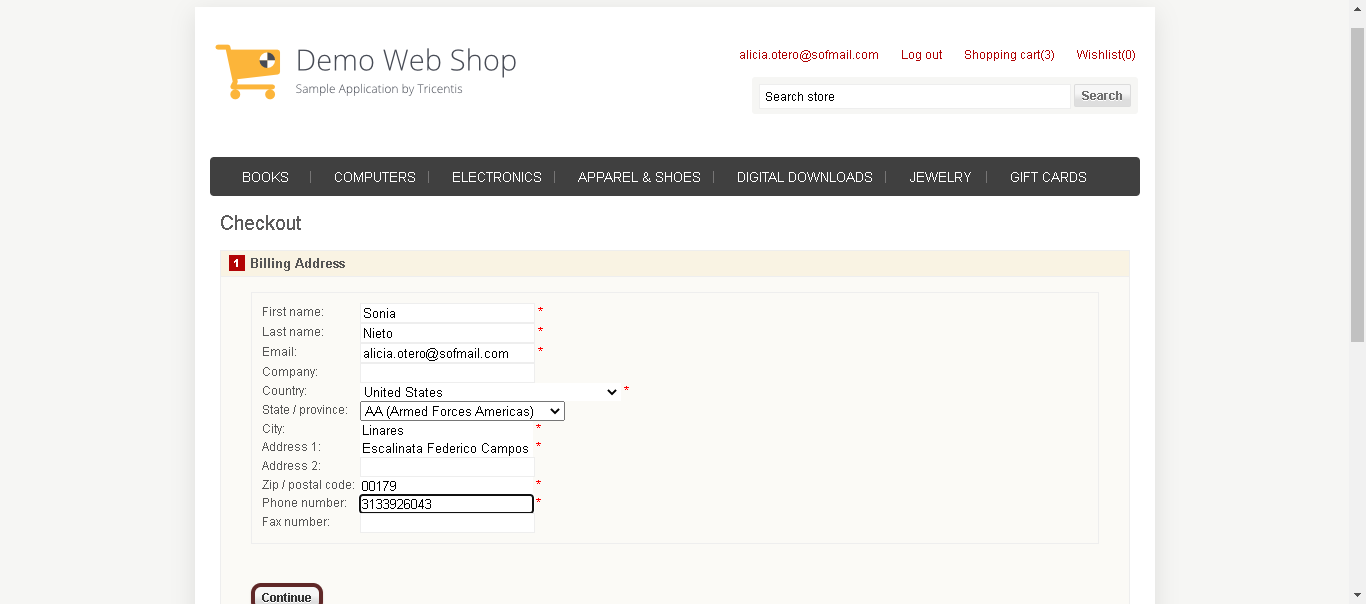 Demo Web Shop
Sample Application by Tricentis
alicia.otero@sofmail.com Log out Shopping cart(3) Wishlist(0)
Search store Search
BOOKS | COMPUTERS | ELECTRONICS | APPAREL & SHOES | DIGITAL DOWNLOADS | JEWELRY | GIFT CARDS
Checkout
1 Billing Address
First name: Sonia *
Last name: Nieto *
Email: alicia.otero@sofmail.com *
Company:
Country: United States *
State / province: AA (Armed Forces Americas)
City: Linares *
Address 1: Escalinata Federico Campos *
Address 2:
Zip / postal code: 00179 *
Phone number: 3133926043 *
Fax number:
Continue